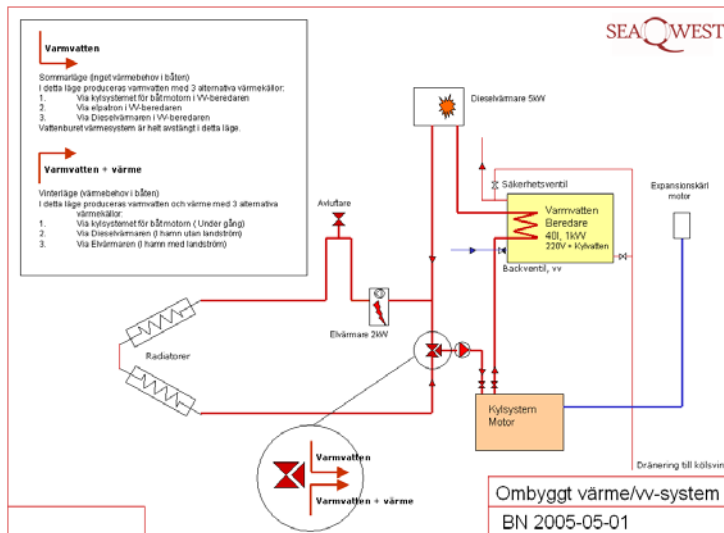 SEAQWEST
Varmvatten
Sommarläge (inget värmebehov i båten)
I detta läge produceras varmvatten med 3 alternativa värmekällor:
1. Via kylsystemet för båtmotorn i VV-beredaren
2. Via elpatron i VV-beredaren
3. Via Dieselvärmaren i VV-beredaren
Vattenburet värmesystem är helt avstängt i detta läge.
Varmvatten + värme
Vinterläge (värmebehov i båten)
I detta läge produceras varmvatten och värme med 3 alternativa
värmekällor:
1. Via kylsystemet för båtmotorn ( Under gång)
2. Via Dieselvärmaren (I hamn utan landström)
3. Via Elvärmaren (I hamn med landström)
Dieselvärmare 5kW
Säkerhetsventil
Expansionskärl
motor
Varmvatten
Beredare
40l, 1kW
220V + Kylvatten
Backventil, vv
Avluftare
Elvärmare 2kW
Radiatorer
Kylsystem
Motor
Varmvatten
Varmvatten + värme
Dränering till kölsvin
Ombyggt värme/vv-system
BN 2005-05-01